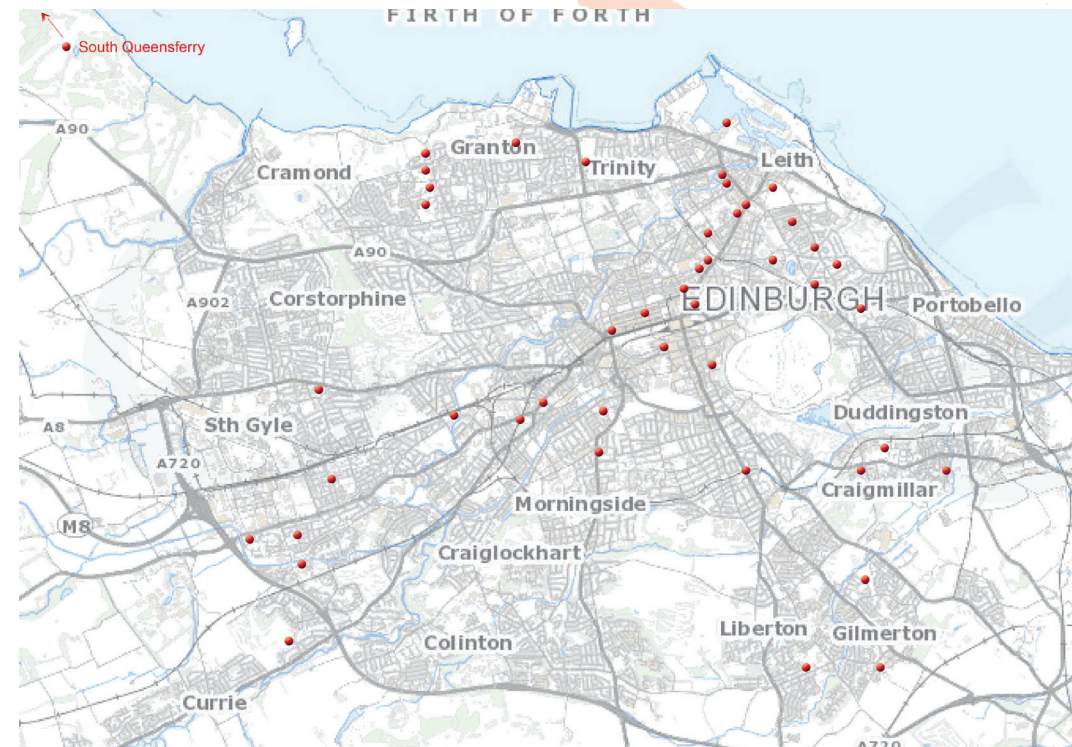 FIRTH OF FORTH
South Queensferry
A90
Granton
Leith
Trinity
Cramond
A90
A902
Corstorphine
EDINBURGH
Portobello
Duddingston
A8
Sth Gyle
A720
Craigmillar
Morningside
M8
Craiglockhart
Liberton
Gilmerton
Colinton
Currie
A720